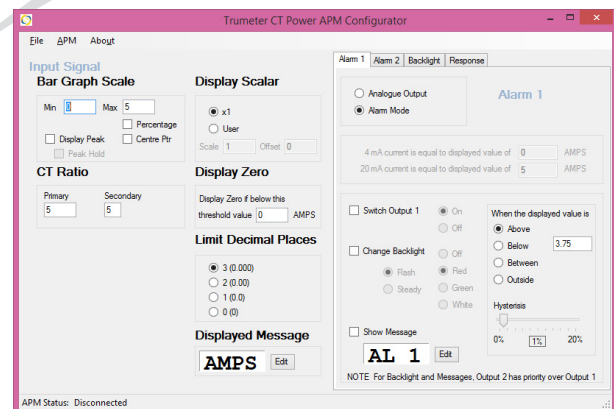 Trumeter CT Power APM Configurator
File APM About
Input Signal
Bar Graph Scale
Min 0 Max 5
Percentage
Display Peak Centre Ptr
Peak Hold
CT Ratio
Primary Secondary
5 5
Display Scalar
x1
User
Scale 1 Offset 0
Display Zero
Display Zero if below this
threshold value 0 AMPS
Limit Decimal Places
3 (0.000)
2 (0.00)
1 (0.0)
0 (0)
Displayed Message
AMPS Edit
Alarm 1 Alarm 2 Backlight Response
Analogue Output
Alarm Mode
Alarm 1
4 mA current is equal to displayed value of 0 AMPS
20 mA current is equal to displayed value of 5 AMPS
Switch Output 1 On
Off
Change Backlight Off
Flash Red
Steady Green
White
When the displayed value is
Above
Below 3.75
Between
Outside
Hysterisis
0% 1% 20%
Show Message
AL 1 Edit
NOTE For Backlight and Messages, Output 2 has priority over Output 1
APM Status: Disconnected